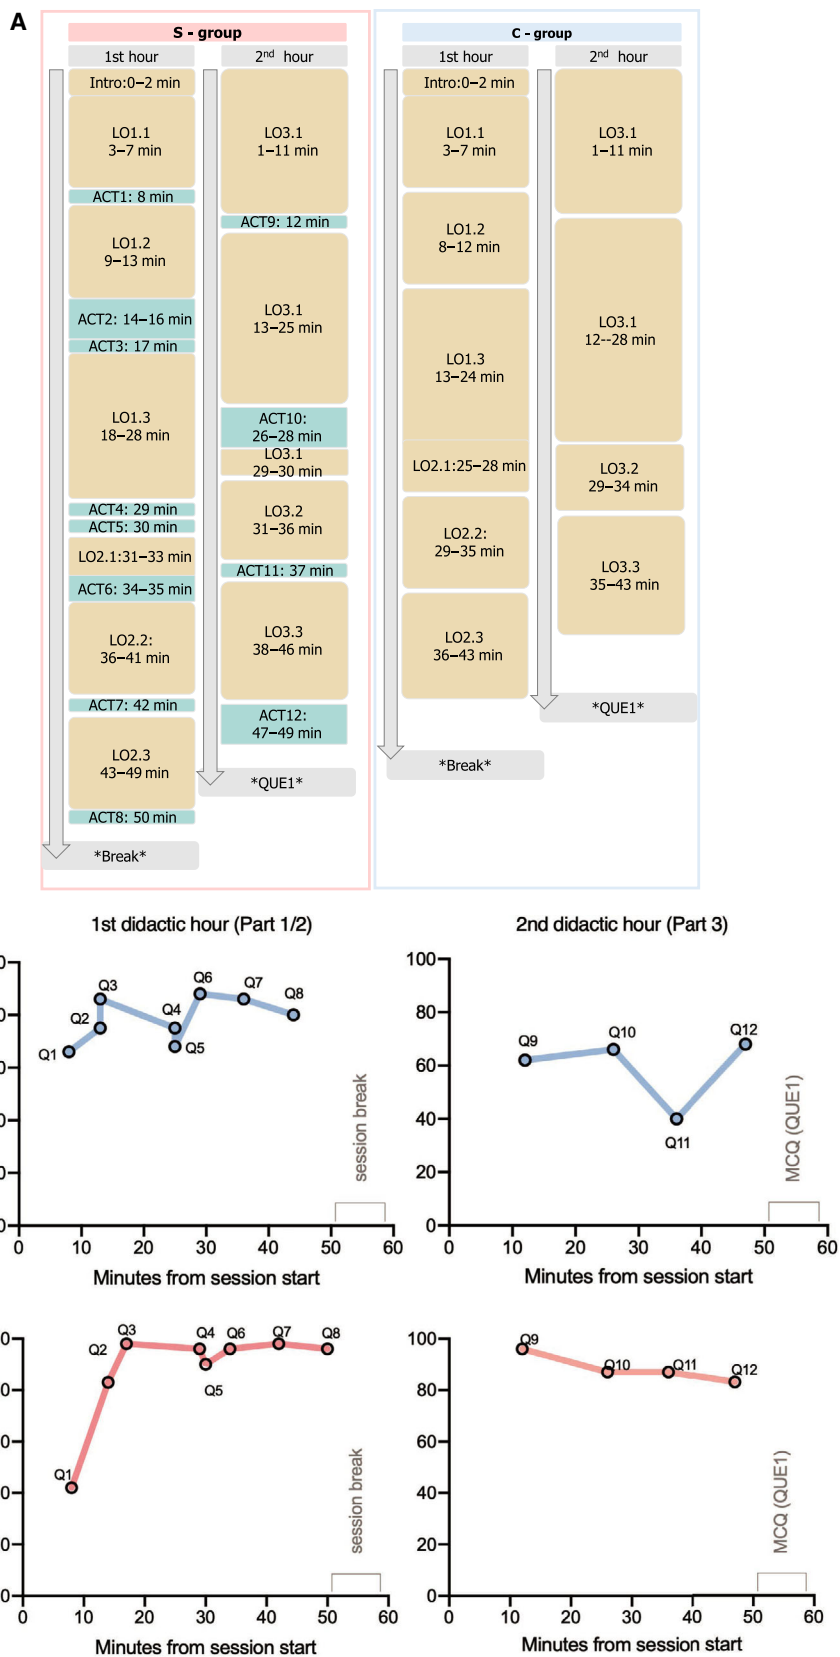 A
S - group
1st hour
2nd hour
Intro:0–2 min
LO1.1
3–7 min
ACT1: 8 min
LO1.2
9–13 min
ACT2: 14–16 min
ACT3: 17 min
LO1.3
18–28 min
ACT4: 29 min
ACT5: 30 min
LO2.1:31–33 min
ACT6: 34–35 min
LO2.2:
36–41 min
ACT7: 42 min
LO2.3
43–49 min
ACT8: 50 min
*Break*
LO3.1
1–11 min
ACT9: 12 min
LO3.1
13–25 min
ACT10:
26–28 min
LO3.1
29–30 min
LO3.2
31–36 min
ACT11: 37 min
LO3.3
38–46 min
ACT12:
47–49 min
*QUE1*
C - group
1st hour
2nd hour
Intro:0–2 min
LO1.1
3–7 min
LO1.2
8–12 min
LO1.3
13–24 min
LO2.1:25–28 min
LO2.2:
29–35 min
LO2.3
36–43 min
*Break*
LO3.1
1–11 min
LO3.1
12--28 min
LO3.2
29–34 min
LO3.3
35–43 min
*QUE1*
1st didactic hour (Part 1/2)
Q1
Q2
Q3
Q4
Q5
Q6
Q7
Q8
session break
0 10 20 30 40 50 60
Minutes from session start
2nd didactic hour (Part 3)
100
80
60
40
20
0
Q9
Q10
Q11
Q12
MCQ (QUE1)
0 10 20 30 40 50 60
Minutes from session start
Q1
Q2
Q3
Q4
Q5
Q6
Q7
Q8
session break
0 10 20 30 40 50 60
Minutes from session start
100
80
60
40
20
0
Q9
Q10
Q11
Q12
MCQ (QUE1)
0 10 20 30 40 50 60
Minutes from session start